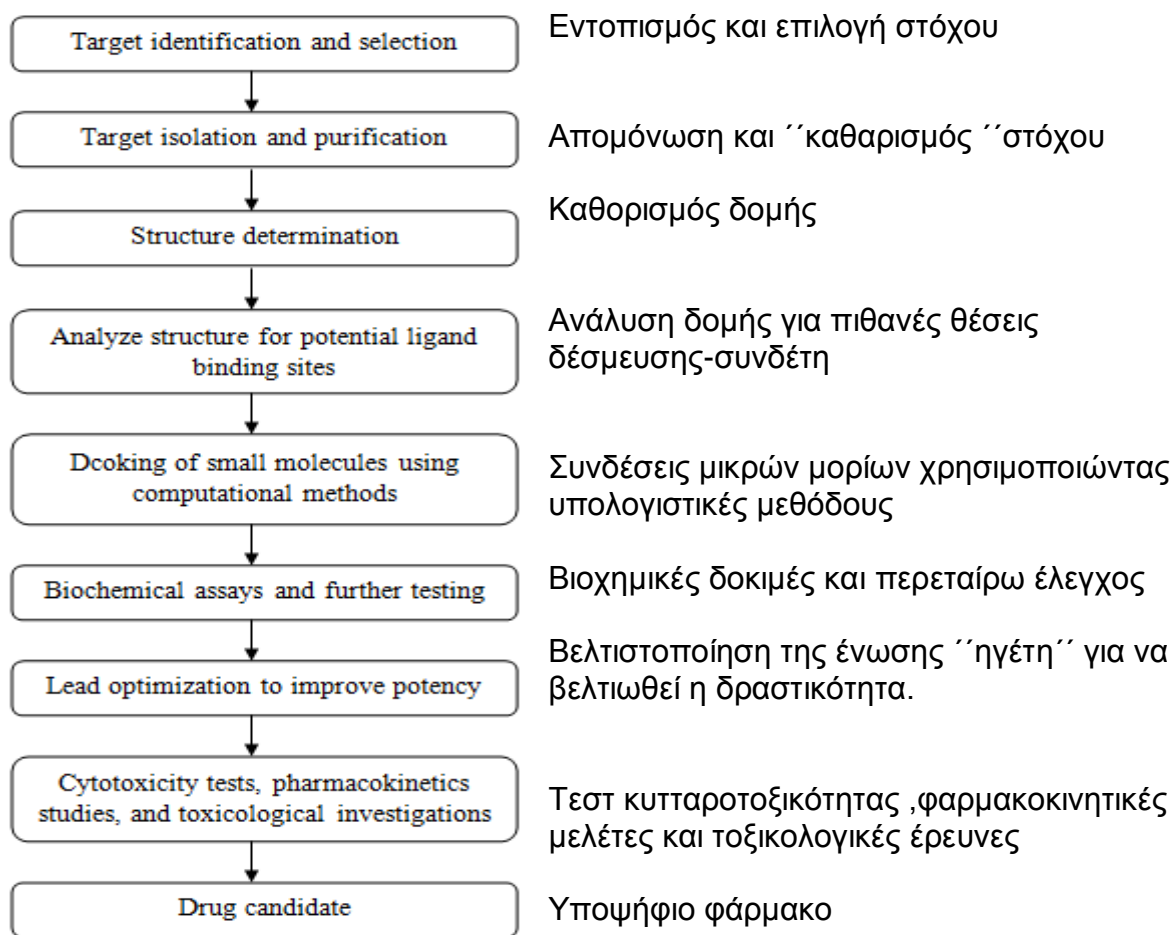 Target identification and selection
Εντοπισμός και επιλογή στόχου
Target isolation and purification
Απομόνωση και ΄΄καθαρισμός ΄΄στόχου
Structure determination
Καθορισμός δομής
Analyze structure for potential ligand
binding sites
Ανάλυση δομής για πιθανές θέσεις
δέσμευσης-συνδέτη
Dcoking of small molecules using
computational methods
Συνδέσεις μικρών μορίων χρησιμοποιώντας
υπολογιστικές μεθόδους
Biochemical assays and further testing
Βιοχημικές δοκιμές και περεταίρω έλεγχος
Lead optimization to improve potency
Βελτιστοποίηση της ένωσης ΄΄ηγέτη΄΄ για να
βελτιωθεί η δραστικότητα.
Cytotoxicity tests, pharmacokinetics
studies, and toxicological investigations
Τεστ κυτταροτοξικότητας ,φαρμακοκινητικές
μελέτες και τοξικολογικές έρευνες
Drug candidate
Υποψήφιο φάρμακο